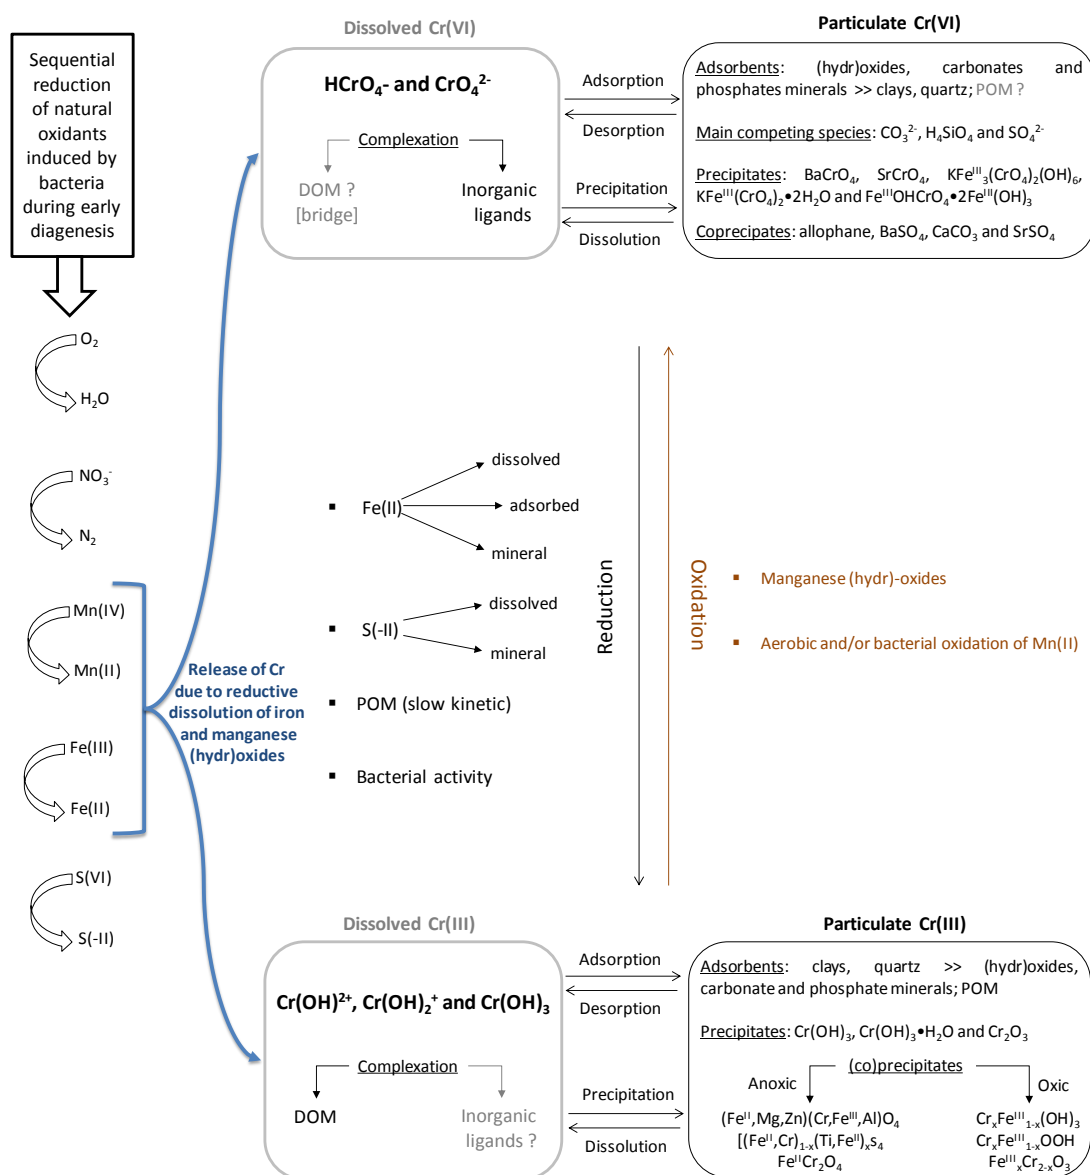 Sequential
reduction
of natural
oxidants
induced by
bacteria
during early
diagenesis
O₂
H₂O
NO₃⁻
N₂
Mn(IV)
Mn(II)
Fe(III)
Fe(II)
S(VI)
S(-II)
Release of Cr
due to reductive
dissolution of iron
and manganese
(hydr)oxides
Dissolved Cr(VI)
HCrO₄- and CrO₄²⁻
Complexation
DOM ?
[bridge]
Inorganic
ligands
Adsorption
Desorption
Precipitation
Dissolution
Particulate Cr(VI)
Adsorbents: (hydr)oxides, carbonates and
phosphates minerals >> clays, quartz; POM ?
Main competing species: CO₃²⁻, H₄SiO₄ and SO₄²⁻
Precipitates: BaCrO₄, SrCrO₄, KFeᴵᴵᴵ₃(CrO₄)₂(OH)₆,
KFeᴵᴵᴵ(CrO₄)₂•2H₂O and FeᴵᴵᴵOHCrO₄•2Feᴵᴵᴵ(OH)₃
Coprecipates: allophane, BaSO₄, CaCO₃ and SrSO₄
▪ Fe(II)
dissolved
adsorbed
mineral
▪ S(-II)
dissolved
mineral
▪ POM (slow kinetic)
▪ Bacterial activity
Reduction
Oxidation
▪ Manganese (hydr)-oxides
▪ Aerobic and/or bacterial oxidation of Mn(II)
Dissolved Cr(III)
Cr(OH)²⁺, Cr(OH)₂⁺ and Cr(OH)₃
Complexation
DOM
Inorganic
ligands ?
Adsorption
Desorption
Precipitation
Dissolution
Particulate Cr(III)
Adsorbents: clays, quartz >> (hydr)oxides,
carbonate and phosphate minerals; POM
Precipitates: Cr(OH)₃, Cr(OH)₃•H₂O and Cr₂O₃
(co)precipitates
Anoxic
Oxic
(Feᴵᴵ,Mg,Zn)(Cr,Feᴵᴵᴵ,Al)O₄
[(Feᴵᴵ,Cr)₁₋ₓ(Ti,Feᴵᴵ)ₓs₄
FeᴵᴵCr₂O₄
CrₓFeᴵᴵᴵ₁₋ₓ(OH)₃
CrₓFeᴵᴵᴵ₁₋ₓOOH
FeᴵᴵᴵₓCr₂₋ₓO₃